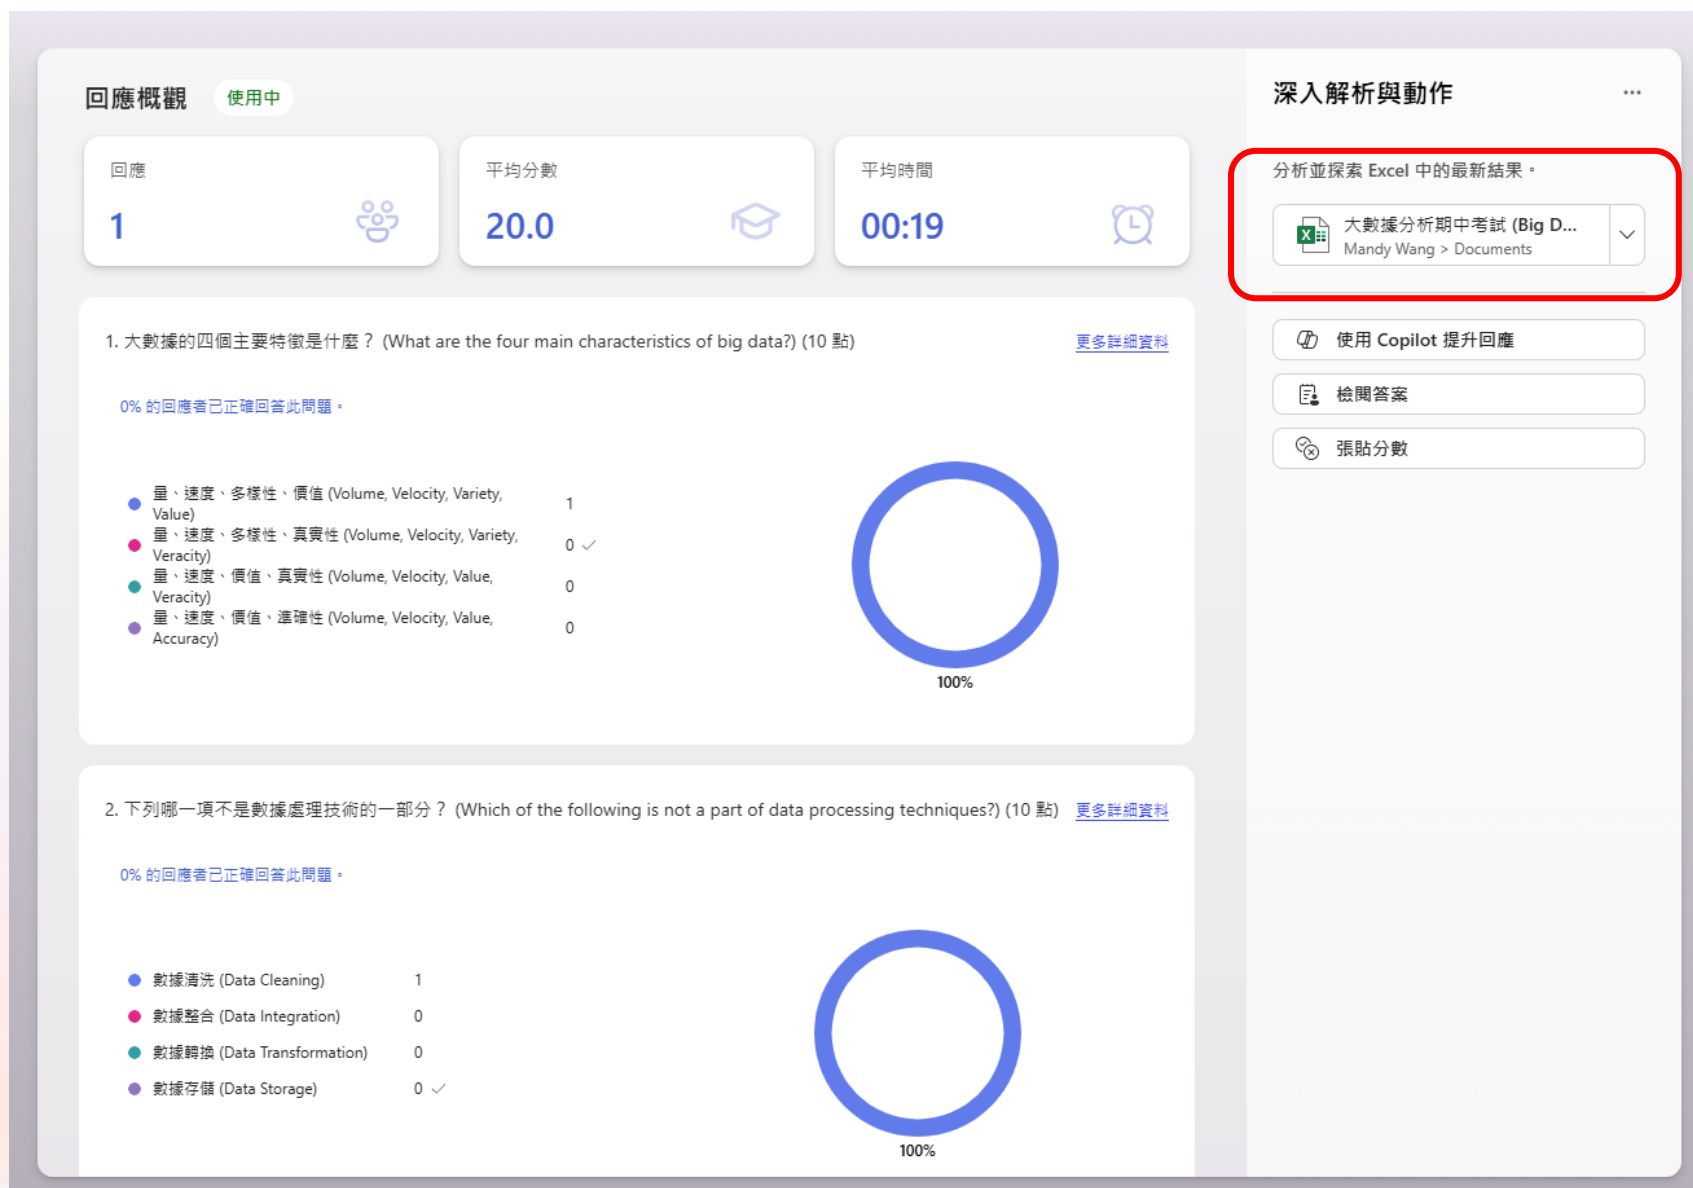 回應概觀
使用中
回應
1
平均分數
20.0
平均時間
00:19
1. 大數據的四個主要特徵是什麼？ (What are the four main characteristics of big data?) (10 點)
更多詳細資料
0% 的回應者已正確回答此問題。
量、速度、多樣性、價值 (Volume, Velocity, Variety,
Value)
1
量、速度、多樣性、真實性 (Volume, Velocity, Variety,
Veracity)
0
量、速度、價值、真實性 (Volume, Velocity, Value,
Veracity)
0
量、速度、價值、準確性 (Volume, Velocity, Value,
Accuracy)
0
100%
2. 下列哪一項不是數據處理技術的一部分？ (Which of the following is not a part of data processing techniques?) (10 點)
更多詳細資料
0% 的回應者已正確回答此問題。
數據清洗 (Data Cleaning) 1
數據整合 (Data Integration) 0
數據轉換 (Data Transformation) 0
數據存儲 (Data Storage) 0
100%
深入解析與動作
分析並探索 Excel 中的最新結果。
大數據分析期中考試 (Big D...
Mandy Wang > Documents
使用 Copilot 提升回應
檢閱答案
張貼分數